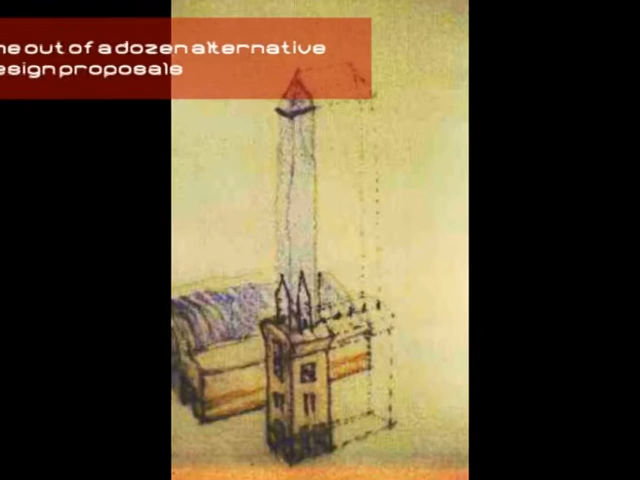 ne out of a dozen alternative
esign proposals